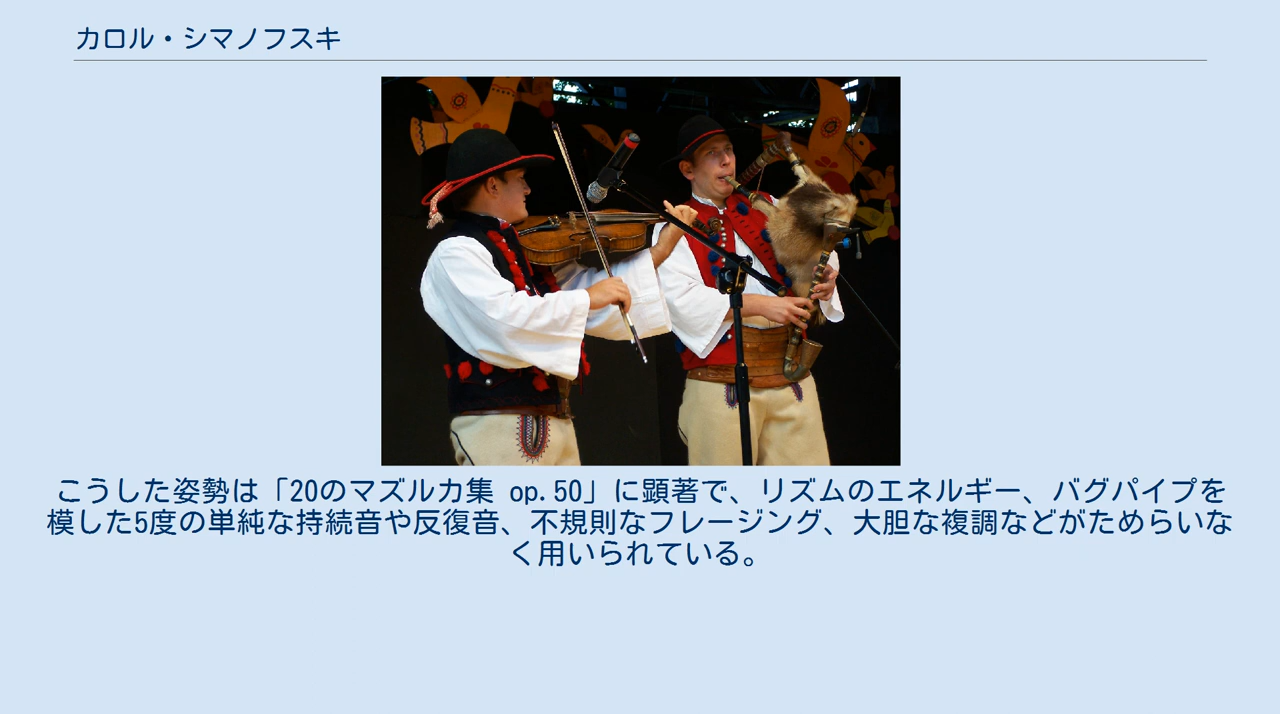 カロル・シマノフスキ
こうした姿勢は「20のマズルカ集 op.50」に顕著で、リズムのエネルギー、バグパイプを
模した5度の単純な持続音や反復音、不規則なフレージング、大胆な複調などがためらいな
く用いられている。